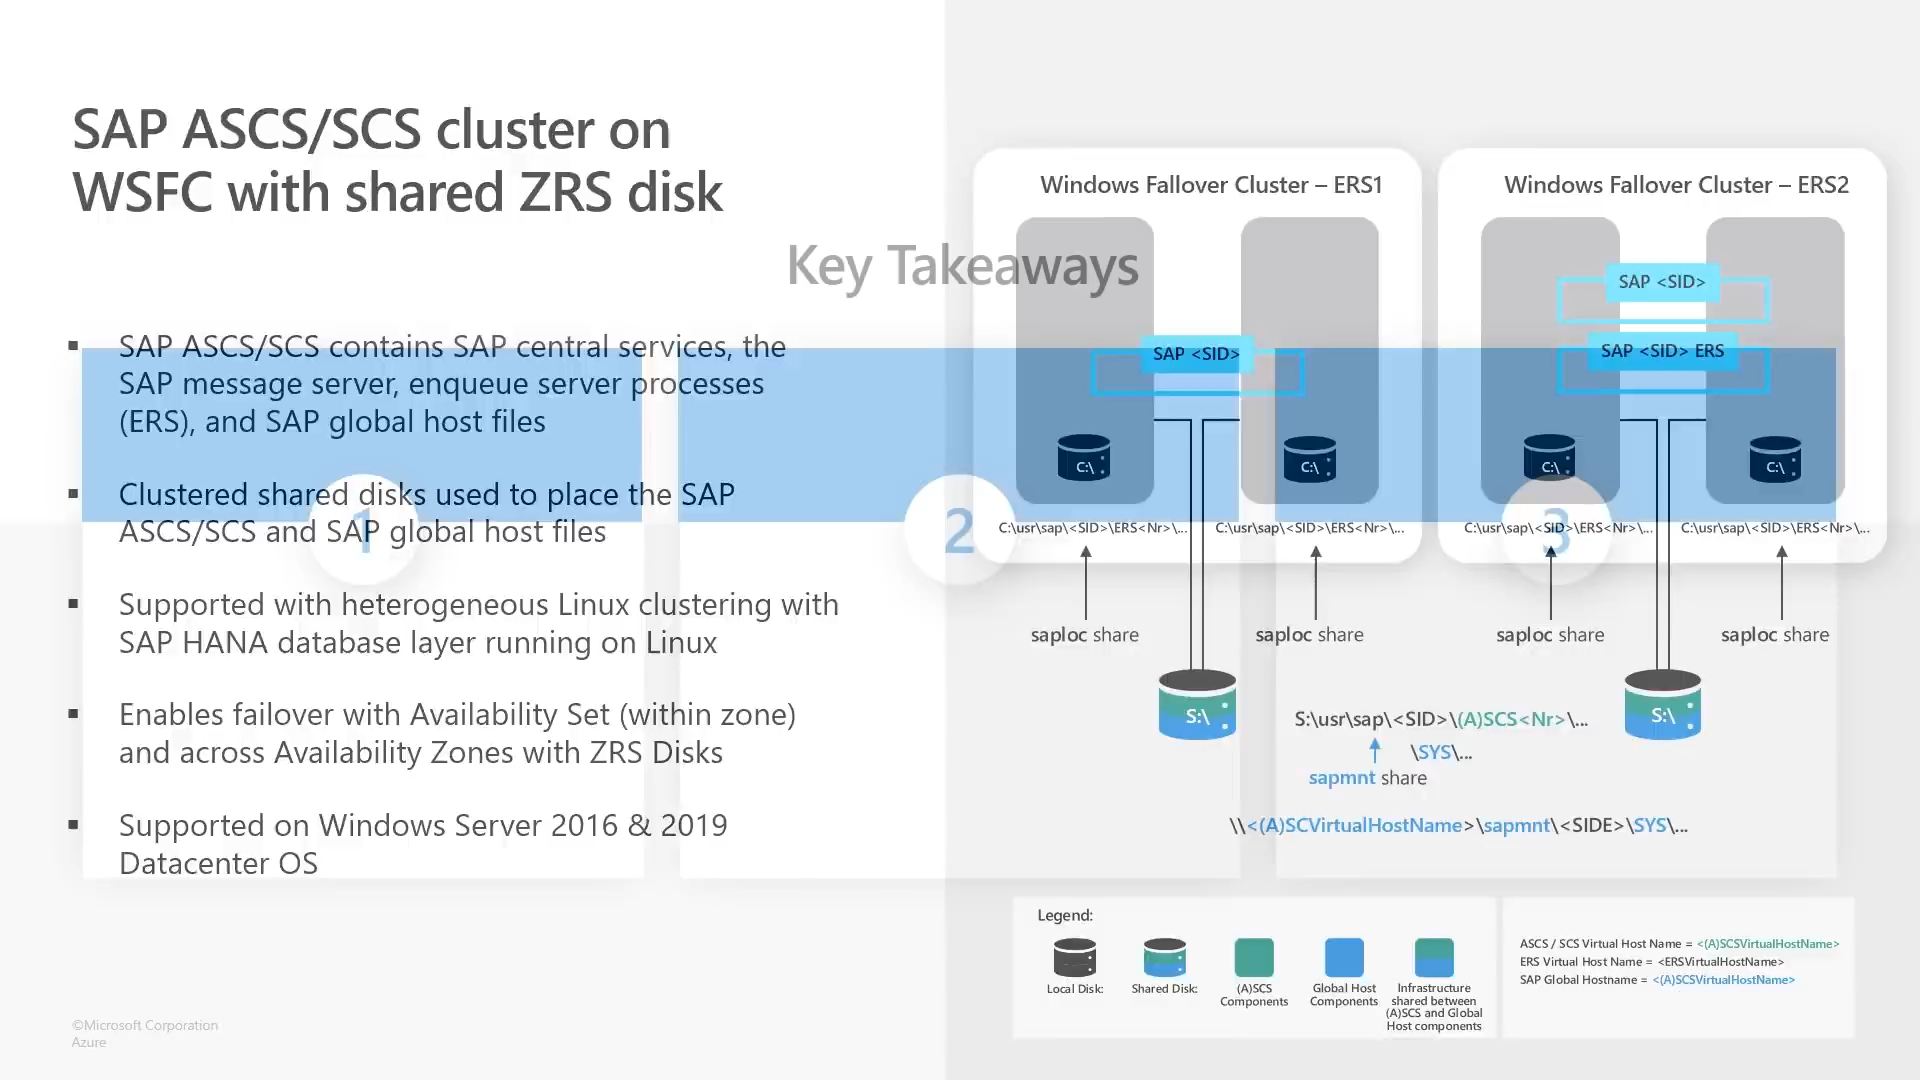 SAP ASCS/SCS cluster on
WSFC with shared ZRS disk
Key Takeaways
▪ SAP ASCS/SCS contains SAP central services, the
SAP message server, enqueue server processes
(ERS), and SAP global host files
▪ Clustered shared disks used to place the SAP
ASCS/SCS and SAP global host files
▪ Supported with heterogeneous Linux clustering with
SAP HANA database layer running on Linux
▪ Enables failover with Availability Set (within zone)
and across Availability Zones with ZRS Disks
▪ Supported on Windows Server 2016 & 2019
Datacenter OS
1
2
3
Windows Fallover Cluster – ERS1
SAP <SID>
C:\
C:\
C:\usr\sap\<SID>\ERS<Nr>\...
C:\usr\sap\<SID>\ERS<Nr>\...
saploc share
saploc share
S:\
Windows Fallover Cluster – ERS2
SAP <SID>
SAP <SID> ERS
C:\
C:\
C:\usr\sap\<SID>\ERS<Nr>\...
C:\usr\sap\<SID>\ERS<Nr>\...
saploc share
saploc share
S:\
S:\usr\sap\<SID>\(A)SCS<Nr>\...
\SYS\...
sapmnt share
\\<(A)SCVirtualHostName>\sapmnt\<SIDE>\SYS\...
Legend:
Local Disk:
Shared Disk:
(A)SCS
Components
Global Host
Components
Infrastructure
shared between
(A)SCS and Global
Host components
ASCS / SCS Virtual Host Name = <(A)SCSVirtualHostName>
ERS Virtual Host Name = <ERSVirtualHostName>
SAP Global Hostname = <(A)SCSVirtualHostName>
©Microsoft Corporation
Azure